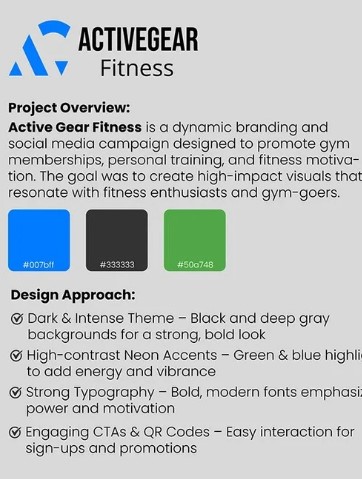 ACTIVEGEAR
Fitness
Project Overview:
Active Gear Fitness is a dynamic branding and
social media campaign designed to promote gym
memberships, personal training, and fitness motiva-
tion. The goal was to create high-impact visuals that
resonate with fitness enthusiasts and gym-goers.
#007bff #333333 #50a748
Design Approach:
Dark & Intense Theme – Black and deep gray
backgrounds for a strong, bold look
High-contrast Neon Accents – Green & blue highli
to add energy and vibrance
Strong Typography – Bold, modern fonts emphasiz
power and motivation
Engaging CTAs & QR Codes – Easy interaction for
sign-ups and promotions